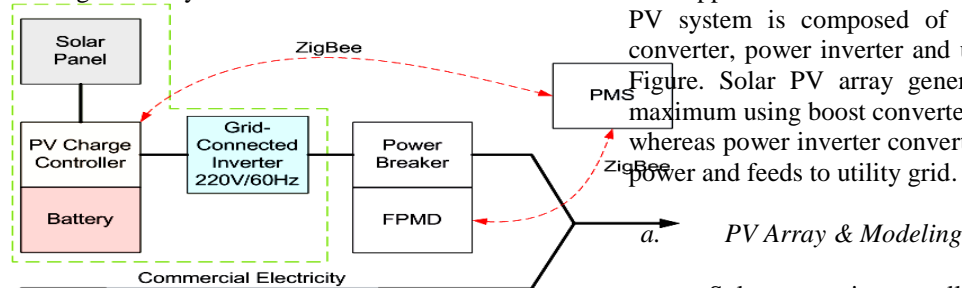 Solar
Panel
ZigBee
PMS
PV Charge
Controller
Grid-
Connected
Inverter
220V/60Hz
Power
Breaker
ZigBee
Battery
FPMD
Commercial Electricity
PV system is composed of
converter, power inverter and
Figure. Solar PV array gener
maximum using boost converte
whereas power inverter convert
power and feeds to utility grid.
a. PV Array & Modeling